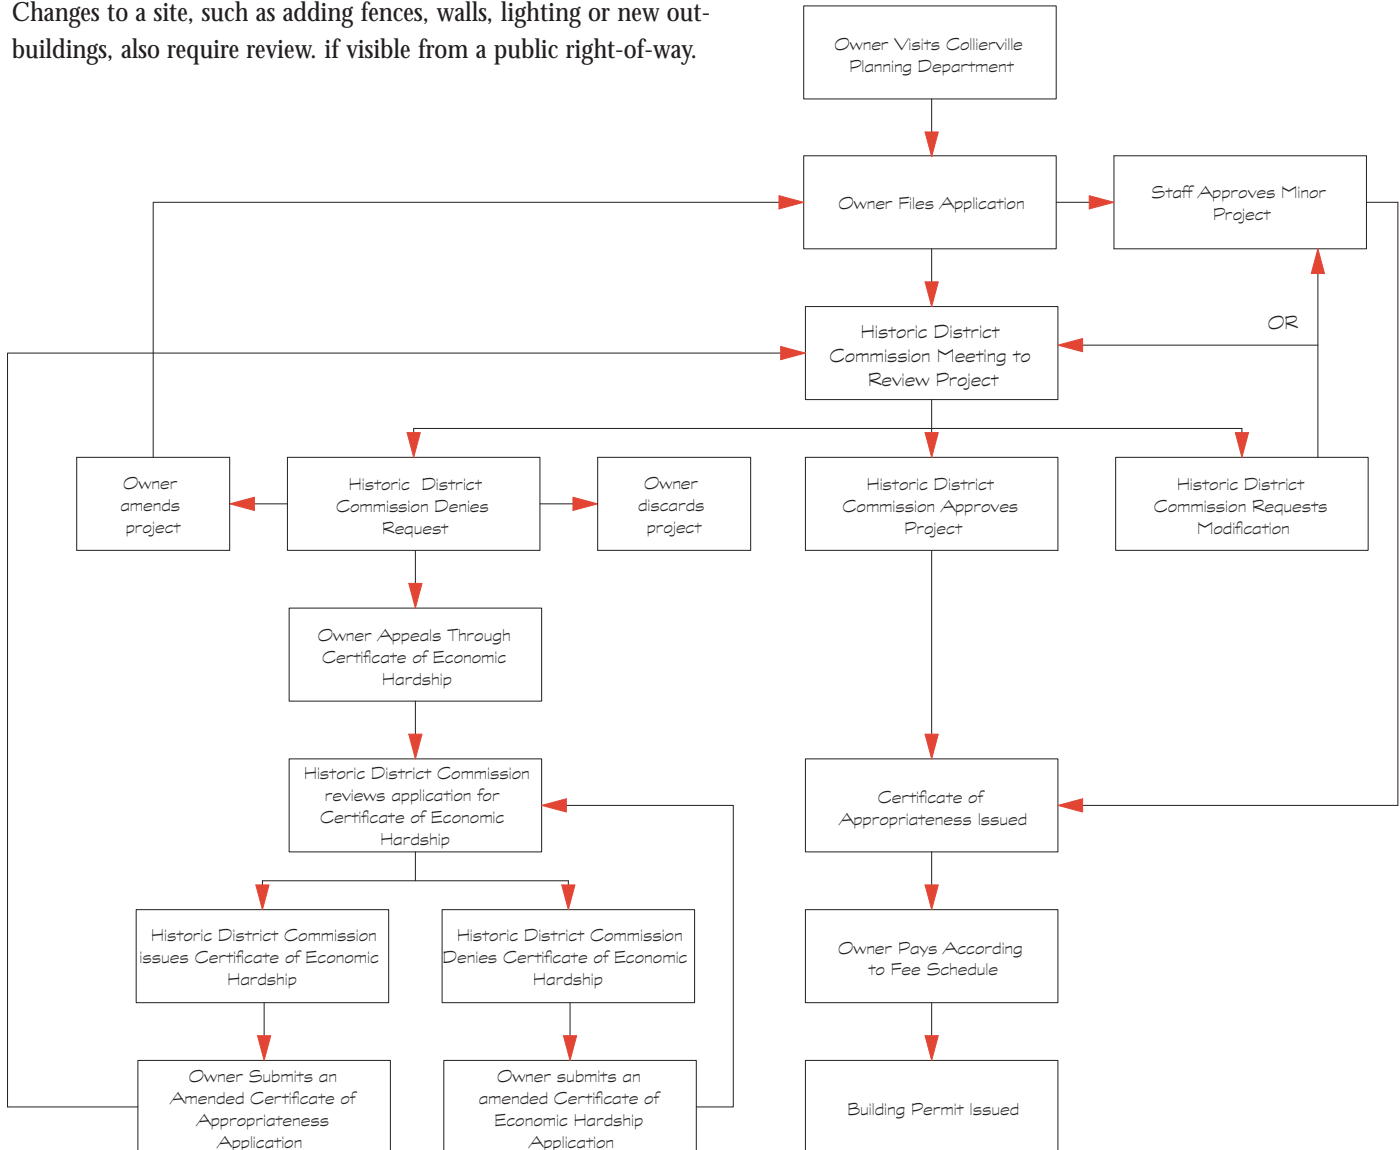 Changes to a site, such as adding fences, walls, lighting or new out-
buildings, also require review. if visible from a public right-of-way.
Owner Visits Collierville
Planning Department
Owner Files Application
Staff Approves Minor
Project
OR
Historic District
Commission Meeting to
Review Project
Owner
amends
project
Historic District
Commission Denies
Request
Owner
discards
project
Historic District
Commission Approves
Project
Historic District
Commission Requests
Modification
Owner Appeals Through
Certificate of Economic
Hardship
Historic District Commission
reviews application for
Certificate of Economic
Hardship
Certificate of
Appropriateness Issued
Historic District Commission
issues Certificate of Economic
Hardship
Historic District Commission
Denies Certificate of Economic
Hardship
Owner Pays According
to Fee Schedule
Owner Submits an
Amended Certificate of
Appropriateness
Application
Owner submits an
amended Certificate of
Economic Hardship
Application
Building Permit Issued